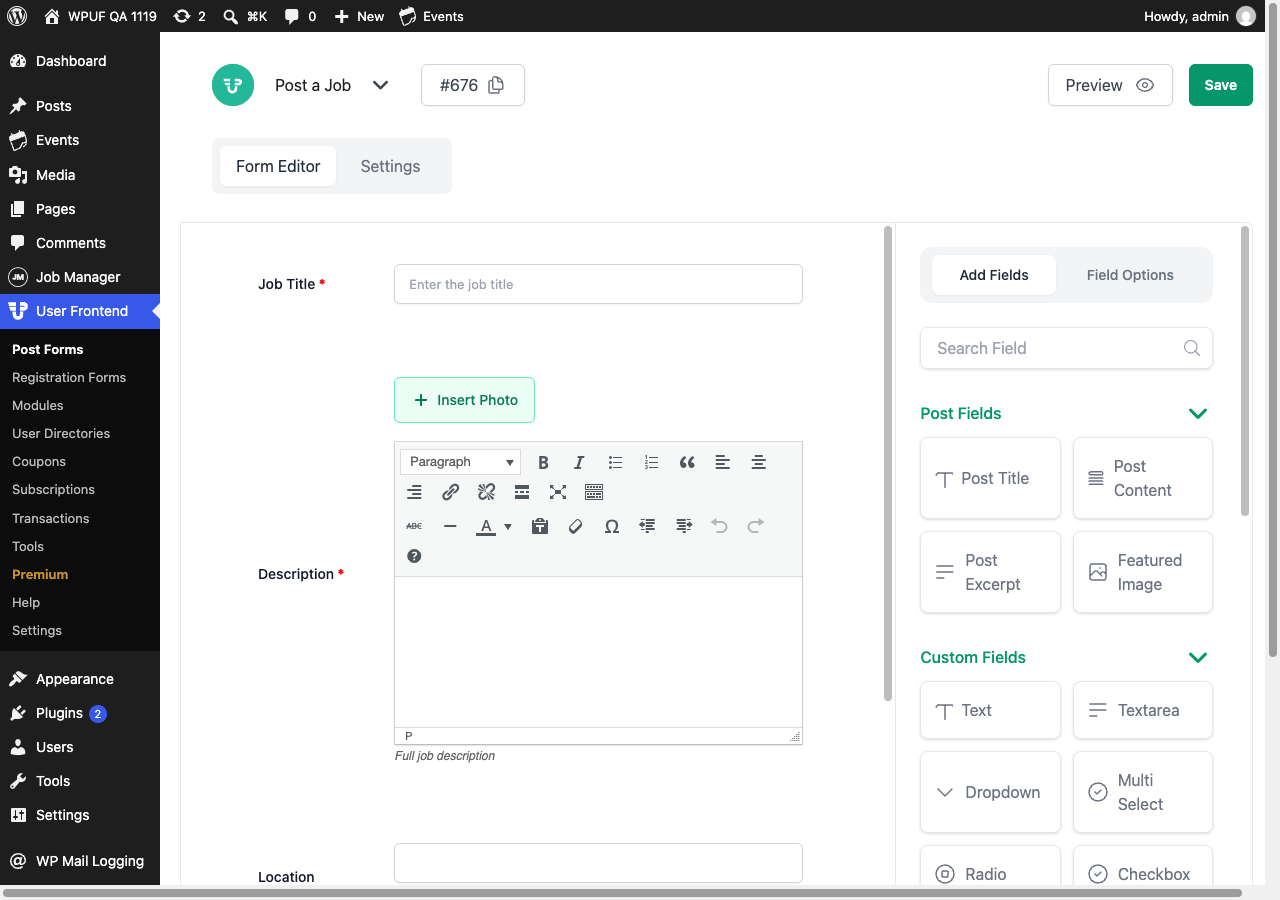 WPUF QA 1119
2
⌘K
0
New
Events
Howdy, admin
Dashboard
Posts
Events
Media
Pages
Comments
JM
Job Manager
User Frontend
Post Forms
Registration Forms
Modules
User Directories
Coupons
Subscriptions
Transactions
Tools
Premium
Help
Settings
Appearance
Plugins 2
Users
Tools
Settings
WP Mail Logging
Post a Job
#676
Preview
Save
Form Editor
Settings
Job Title *
Enter the job title
Insert Photo
Paragraph
Description *
P
Full job description
Location
Add Fields
Field Options
Search Field
Post Fields
Post Title
Post
Content
Post
Excerpt
Featured
Image
Custom Fields
Text
Textarea
Dropdown
Multi
Select
Radio
Checkbox